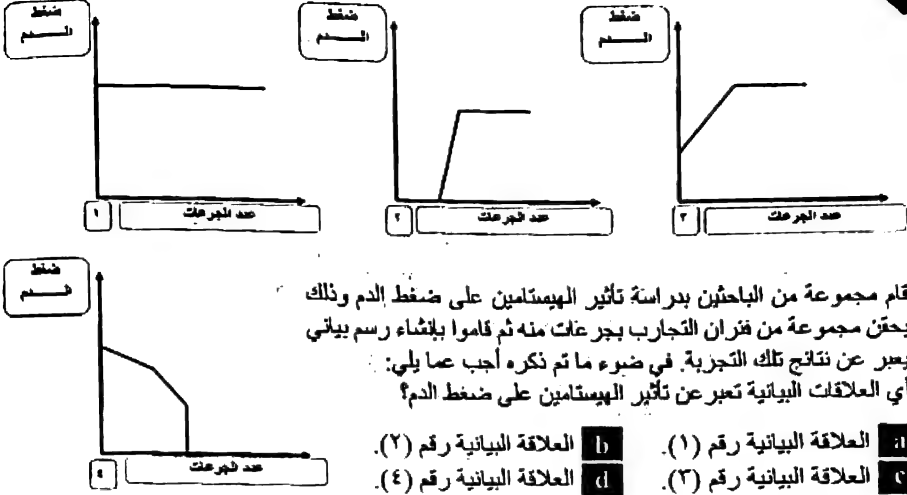 ضغط
الـــــدم
ضغط
الـــــدم
ضغط
الـــــدم
١
عدد الجرعات
٢
عدد الجرعات
٣
عدد الجرعات
ضغط
الـــــدم
٤
عدد الجرعات
قام مجموعة من الباحثين بدراسة تأثير الهيستامين على ضغط الدم وذلك
بحقن مجموعة من فئران التجارب بجرعات منه ثم قاموا بإنشاء رسم بياني
يعبر عن نتائج تلك التجربة. في ضوء ما تم ذكره أجب عما يلي:
أي العلاقات البيانية تعبر عن تأثير الهيستامين على ضغط الدم؟
a العلاقة البيانية رقم (١). b العلاقة البيانية رقم (٢).
c العلاقة البيانية رقم (٣). d العلاقة البيانية رقم (٤).